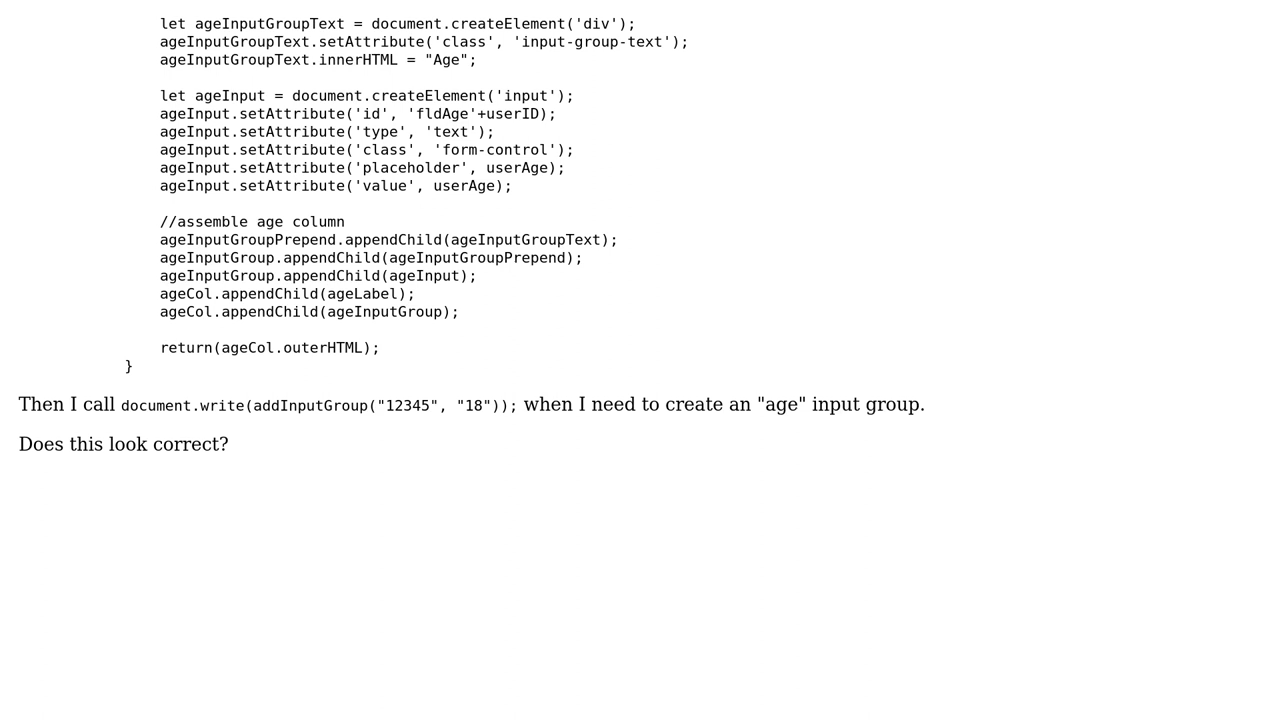 let ageInputGroupText = document.createElement('div');
ageInputGroupText.setAttribute('class', 'input-group-text');
ageInputGroupText.innerHTML = "Age";
let ageInput = document.createElement('input');
ageInput.setAttribute('id', 'fldAge'+userID);
ageInput.setAttribute('type', 'text');
ageInput.setAttribute('class', 'form-control');
ageInput.setAttribute('placeholder', userAge);
ageInput.setAttribute('value', userAge);
//assemble age column
ageInputGroupPrepend.appendChild(ageInputGroupText);
ageInputGroup.appendChild(ageInputGroupPrepend);
ageInputGroup.appendChild(ageInput);
ageCol.appendChild(ageLabel);
ageCol.appendChild(ageInputGroup);
return(ageCol.outerHTML);
}
Then I call document.write(addInputGroup("12345", "18")); when I need to create an "age" input group.
Does this look correct?